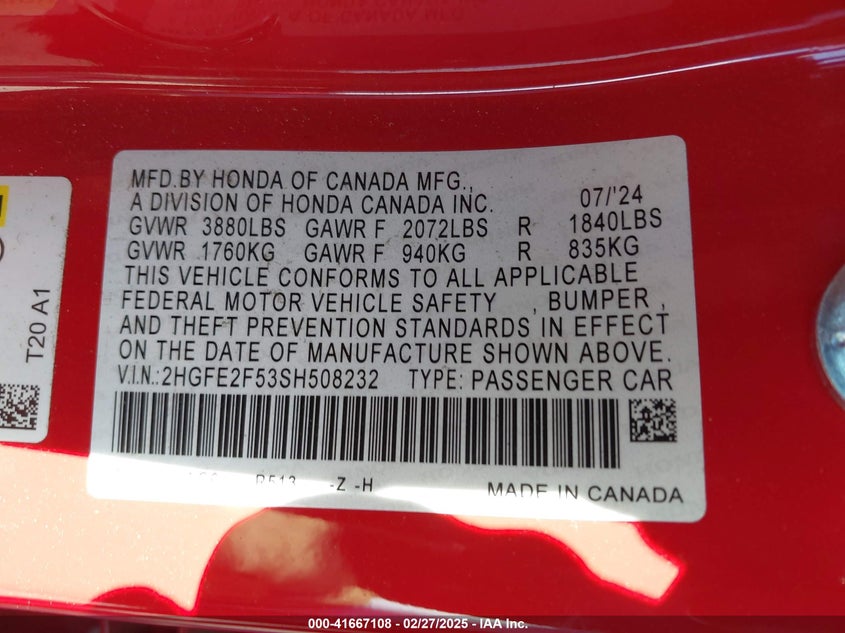 MFD.BY HONDA OF CANADA MFG.,
A DIVISION OF HONDA CANADA INC. 07/'24
GVWR 3880LBS GAWR F 2072LBS R 1840LBS
GVWR 1760KG GAWR F 940KG R 835KG
THIS VEHICLE CONFORMS TO ALL APPLICABLE
FEDERAL MOTOR VEHICLE SAFETY , BUMPER ,
AND THEFT PREVENTION STANDARDS IN EFFECT
ON THE DATE OF MANUFACTURE SHOWN ABOVE.
V.I.N.:2HGFE2F53SH508232 TYPE: PASSENGER CAR
R513 -Z -H
MADE IN CANADA
T20 A1
000-41667108 - 02/27/2025 - IAA Inc.